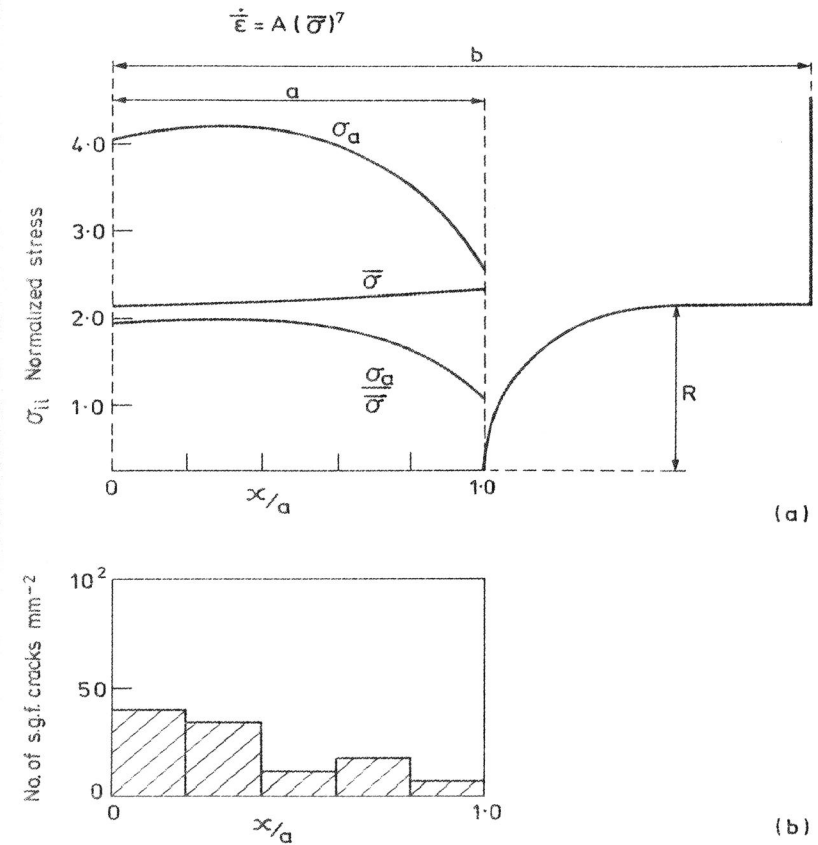 ε̇ = A (σ̅)⁷
b
a
σₐ
4·0
3·0
σ̅
2·0
σₐ
σ̅
1·0
R
σᵢᵢ Normalized stress
0
x/a
1·0
(a)
10²
50
0
No. of s.g.f. cracks mm⁻²
0
x/a
1·0
(b)